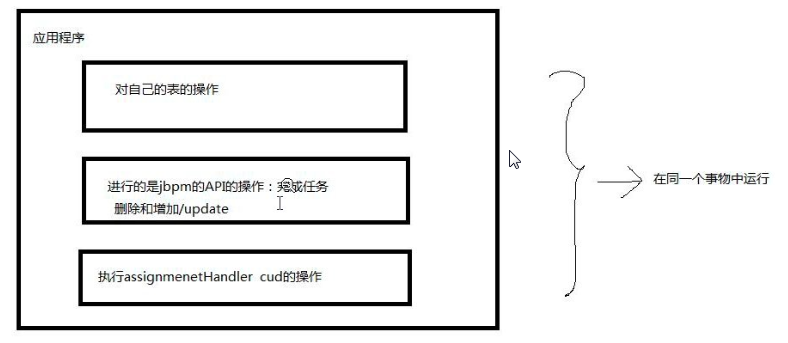 应用程序
对自己的表的操作
进行的是jbpm的API的操作：完成任务
删除和增加/update
执行assignmenetHandler cud的操作
在同一个事物中运行